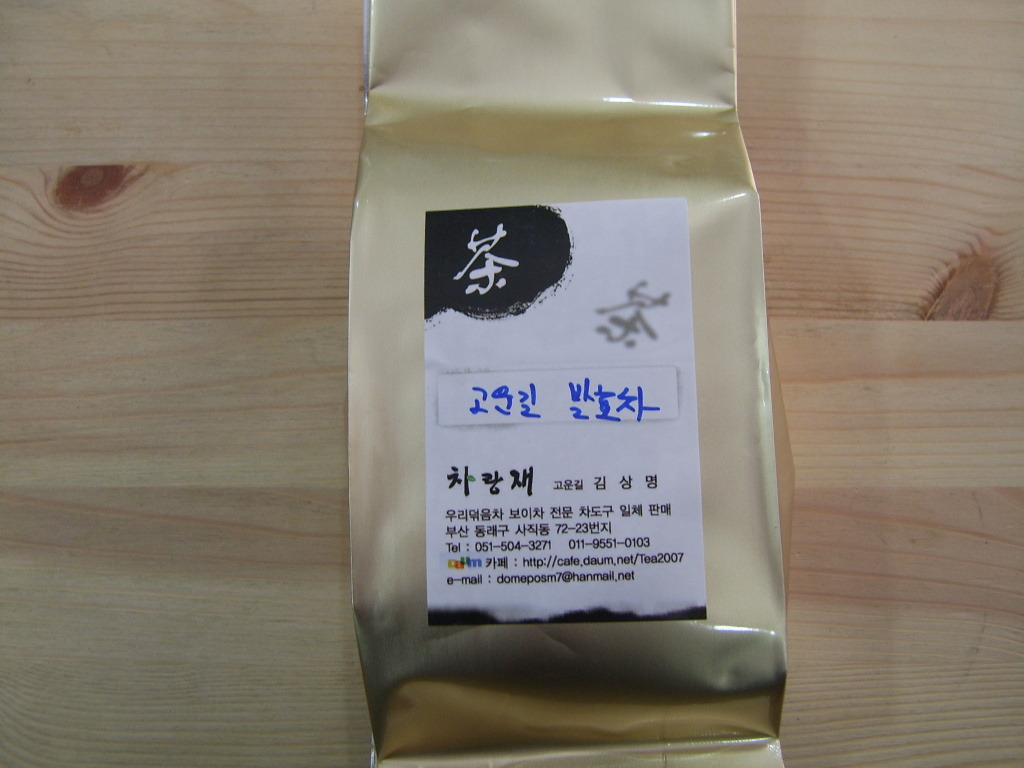 茶
茶
고운길 발효차
차랑재 고운길 김상명
우리덖음차 보이차 전문 차도구 일체 판매
부산 동래구 사직동 72-23번지
Tel : 051-504-3271 011-9551-0103
Daum 카페 : http://cafe.daum.net/Tea2007
e-mail : domeposm7@hanmail.net